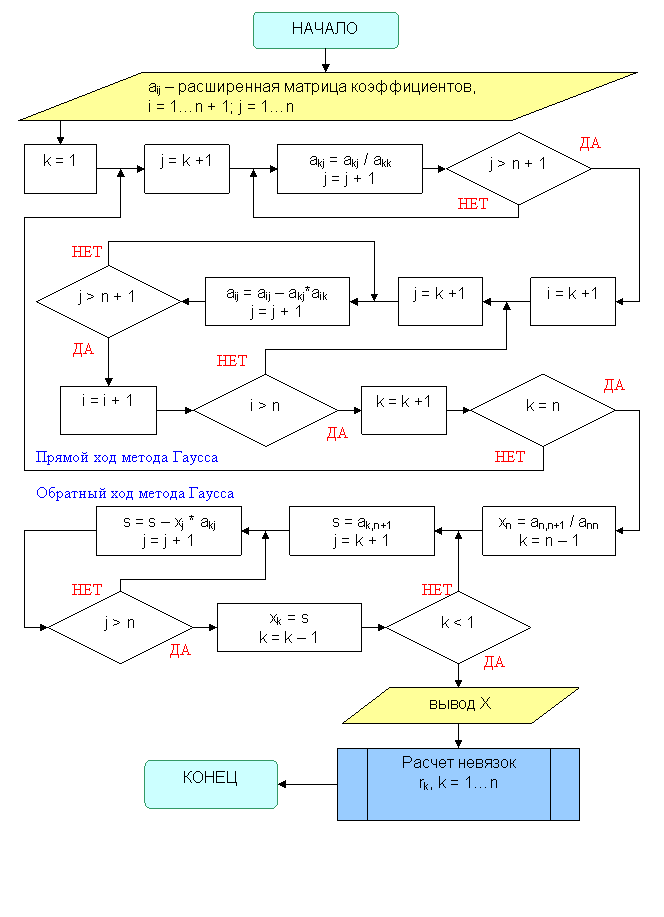 НАЧАЛО
aij – расширенная матрица коэффициентов,
i = 1…n + 1; j = 1…n
k = 1
j = k +1
akj = akj / akk
j = j + 1
j > n + 1
ДА
НЕТ
НЕТ
j > n + 1
aij = aij – akj*aik
j = j + 1
j = k +1
i = k +1
ДА
НЕТ
i = i + 1
i > n
ДА
k = k +1
k = n
ДА
НЕТ
Прямой ход метода Гаусса
Обратный ход метода Гаусса
s = s – xj * akj
j = j + 1
s = ak,n+1
j = k + 1
xn = an,n+1 / ann
k = n – 1
НЕТ
j > n
ДА
xk = s
k = k – 1
НЕТ
k < 1
ДА
вывод X
Расчет невязок
rk, k = 1…n
КОНЕЦ